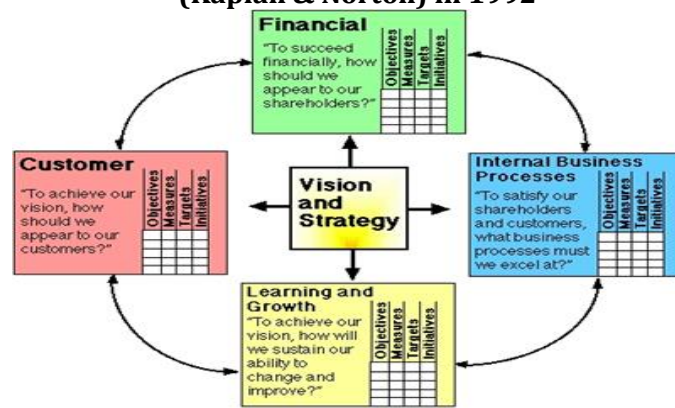 (Kaplan & Norton) in 1992
Financial
"To succeed
financially, how
should we
appear to our
shareholders?"
Objectives
Measures
Targets
Initiatives
Customer
"To achieve our
vision, how
should we
appear to our
customers?"
Objectives
Measures
Targets
Initiatives
Vision
and
Strategy
Internal Business
Processes
"To satisfy our
shareholders
and customers,
what business
processes must
we excel at?"
Objectives
Measures
Targets
Initiatives
Learning and
Growth
"To achieve our
vision, how will
we sustain our
ability to
change and
improve?"
Objectives
Measures
Targets
Initiatives